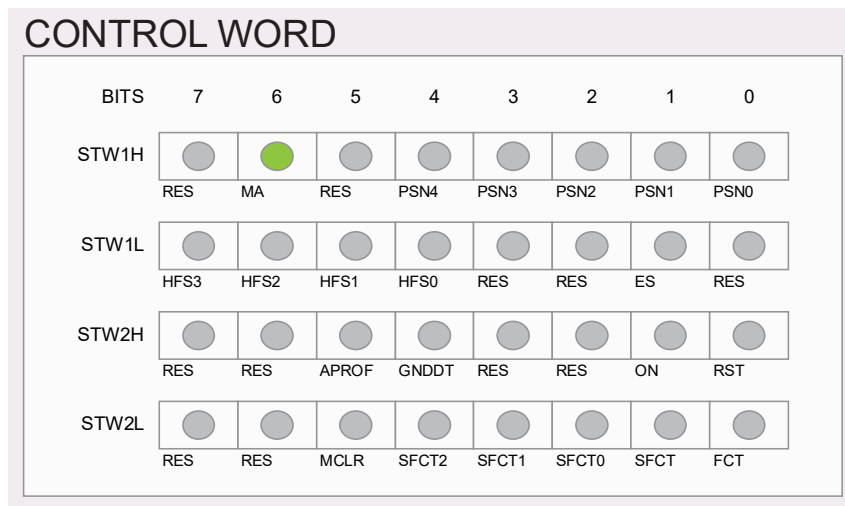 CONTROL WORD
BITS 7 6 5 4 3 2 1 0
STW1H
RES MA RES PSN4 PSN3 PSN2 PSN1 PSN0
STW1L
HFS3 HFS2 HFS1 HFS0 RES RES ES RES
STW2H
RES RES APROF GNDDT RES RES ON RST
STW2L
RES RES MCLR SFCT2 SFCT1 SFCT0 SFCT FCT